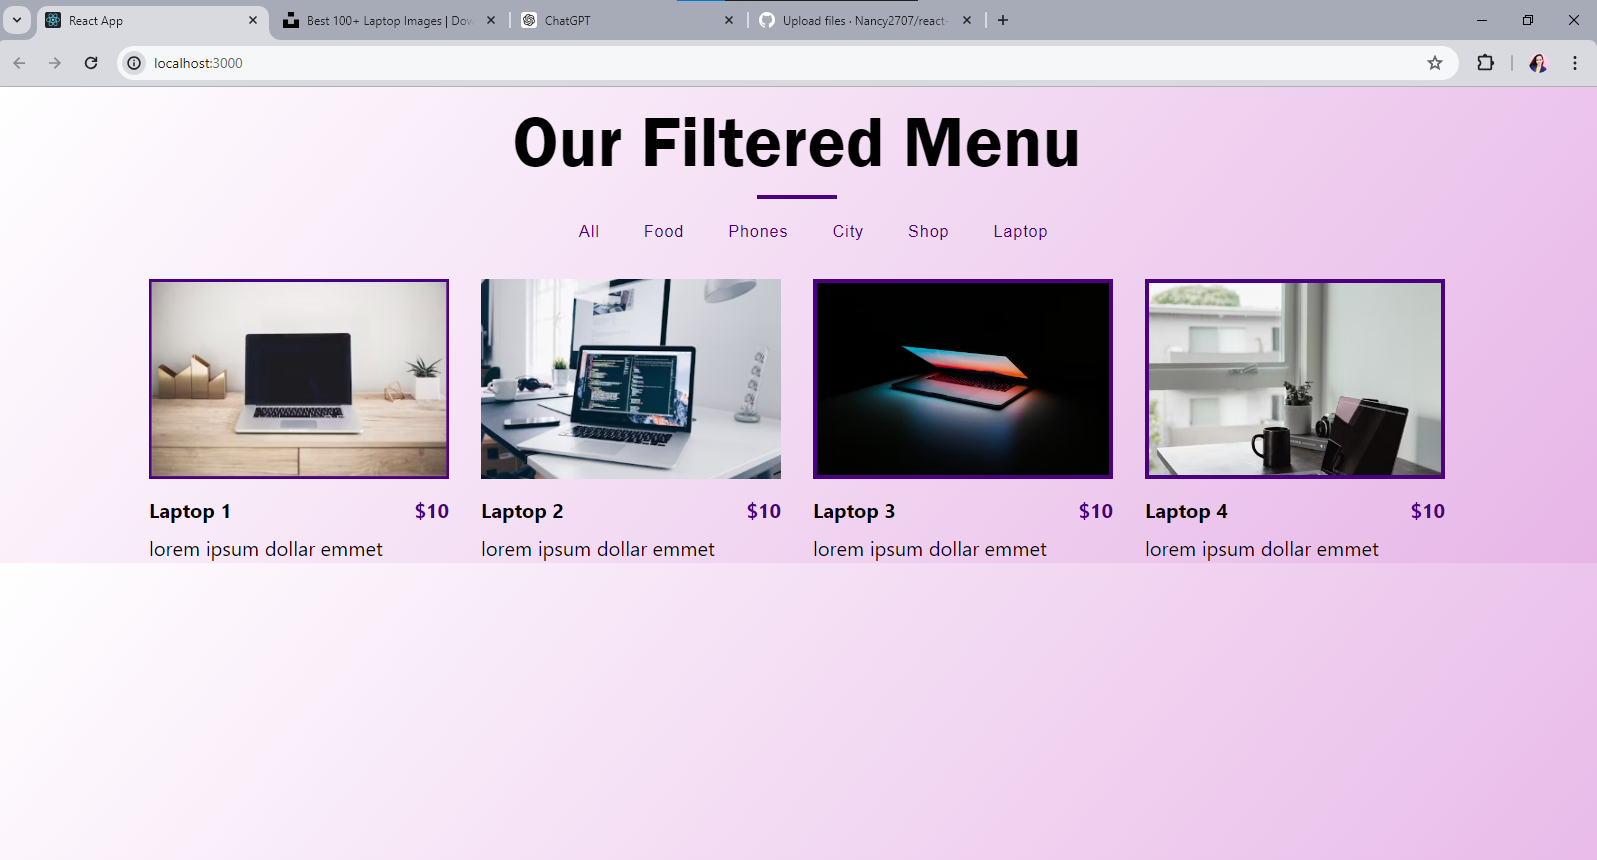 React App
Best 100+ Laptop Images | Dow
ChatGPT
Upload files · Nancy2707/react-
localhost:3000
Our Filtered Menu
All Food Phones City Shop Laptop
Laptop 1 $10
lorem ipsum dollar emmet
Laptop 2 $10
lorem ipsum dollar emmet
Laptop 3 $10
lorem ipsum dollar emmet
Laptop 4 $10
lorem ipsum dollar emmet